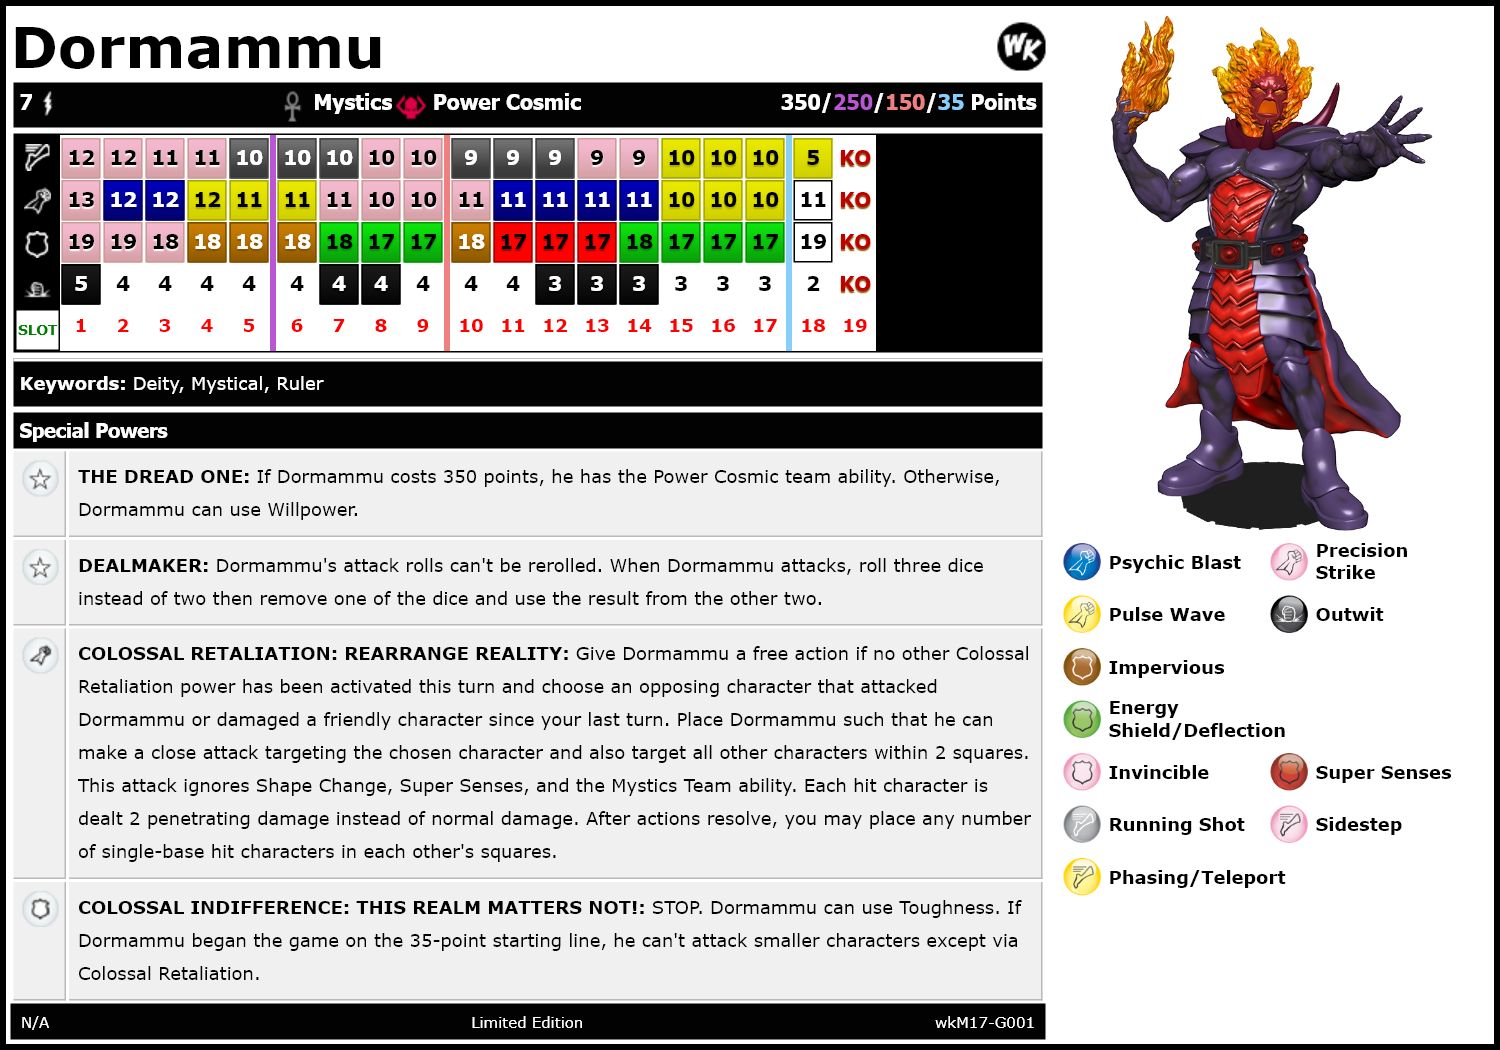 Dormammu
WK
7 Mystics Power Cosmic 350/250/150/35 Points
12 12 11 11 10 10 10 10 10 9 9 9 9 9 10 10 10 5 KO
13 12 12 12 11 11 11 10 10 11 11 11 11 11 10 10 10 11 KO
19 19 18 18 18 18 18 17 17 18 17 17 17 18 17 17 17 19 KO
5 4 4 4 4 4 4 4 4 4 4 3 3 3 3 3 3 2 KO
SLOT 1 2 3 4 5 6 7 8 9 10 11 12 13 14 15 16 17 18 19
Keywords: Deity, Mystical, Ruler
Special Powers
THE DREAD ONE: If Dormammu costs 350 points, he has the Power Cosmic team ability. Otherwise,
Dormammu can use Willpower.
DEALMAKER: Dormammu's attack rolls can't be rerolled. When Dormammu attacks, roll three dice
instead of two then remove one of the dice and use the result from the other two.
COLOSSAL RETALIATION: REARRANGE REALITY: Give Dormammu a free action if no other Colossal
Retaliation power has been activated this turn and choose an opposing character that attacked
Dormammu or damaged a friendly character since your last turn. Place Dormammu such that he can
make a close attack targeting the chosen character and also target all other characters within 2 squares.
This attack ignores Shape Change, Super Senses, and the Mystics Team ability. Each hit character is
dealt 2 penetrating damage instead of normal damage. After actions resolve, you may place any number
of single-base hit characters in each other's squares.
COLOSSAL INDIFFERENCE: THIS REALM MATTERS NOT!: STOP. Dormammu can use Toughness. If
Dormammu began the game on the 35-point starting line, he can't attack smaller characters except via
Colossal Retaliation.
N/A Limited Edition wkM17-G001
Psychic Blast
Precision
Strike
Pulse Wave
Outwit
Impervious
Energy
Shield/Deflection
Invincible
Super Senses
Running Shot
Sidestep
Phasing/Teleport